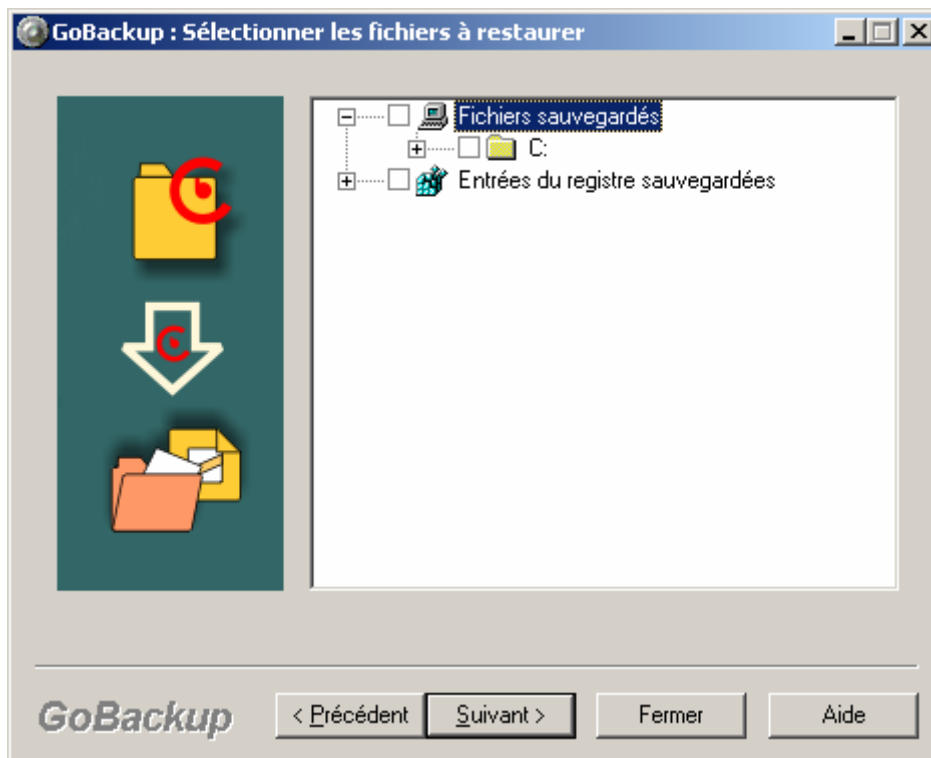 GoBackup : Sélectionner les fichiers à restaurer
Fichiers sauvegardés
C:
Entrées du registre sauvegardées
GoBackup
< Précédent
Suivant >
Fermer
Aide